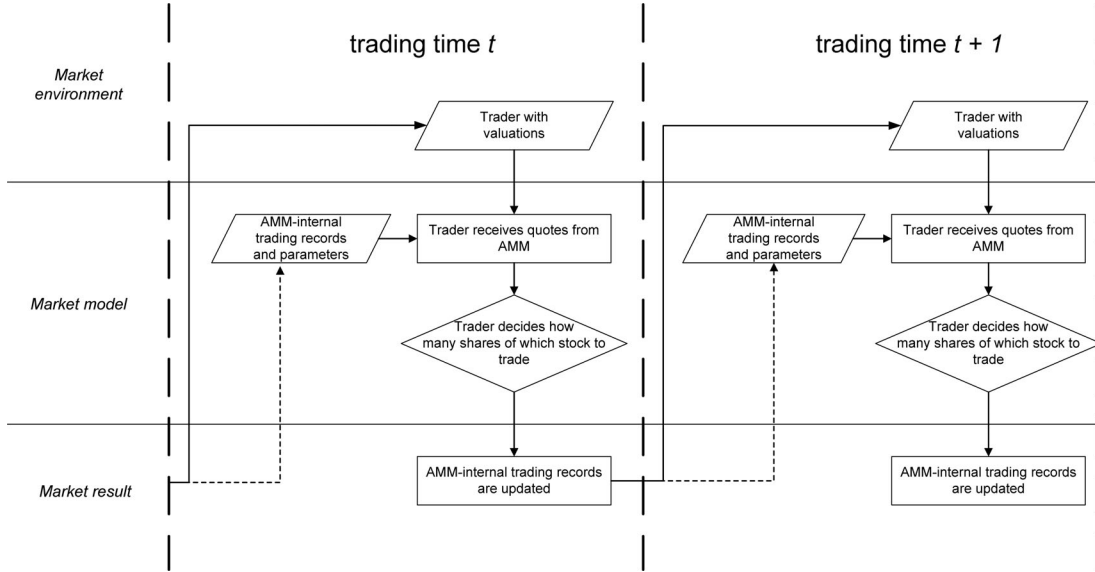 trading time t
trading time t + 1
Market
environment
Trader with
valuations
Trader with
valuations
AMM-internal
trading records
and parameters
Trader receives quotes from
AMM
AMM-internal
trading records
and parameters
Trader receives quotes from
AMM
Market model
Trader decides how
many shares of which stock to
trade
Trader decides how
many shares of which stock to
trade
Market result
AMM-internal trading records
are updated
AMM-internal trading records
are updated